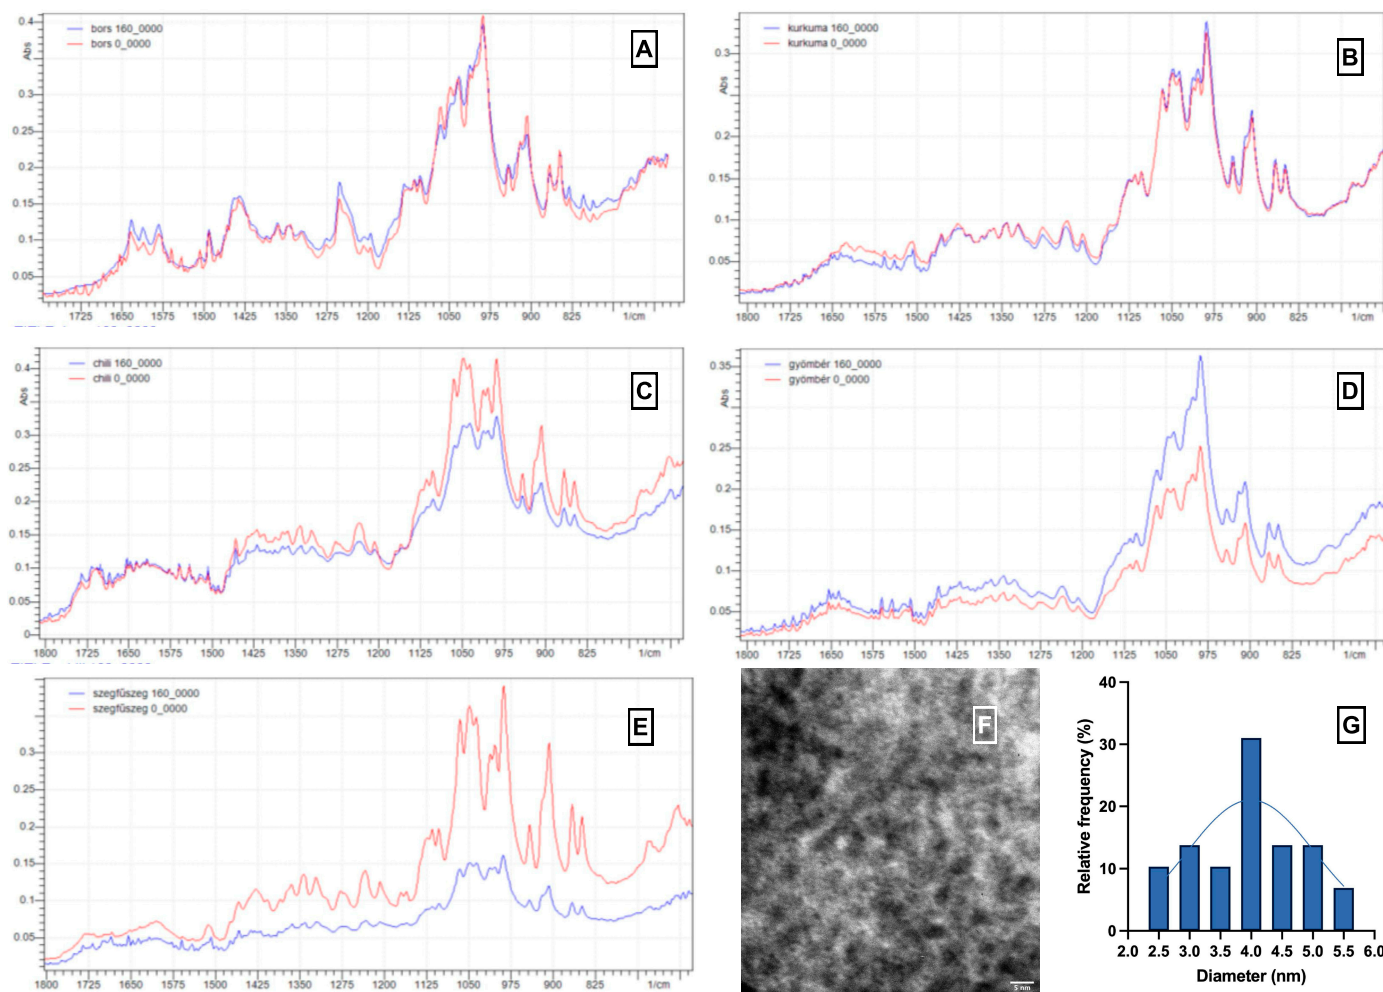 bors 160_0000
bors 0_0000
A
0.4
Abs
0.3
0.2
0.1
0.05
1725 1650 1575 1500 1425 1350 1275 1200 1125 1050 975 900 825 1/cm
kurkuma 160_0000
kurkuma 0_0000
B
0.3
Abs
0.2
0.15
0.1
0.05
1800 1725 1650 1575 1500 1425 1350 1275 1200 1125 1050 975 900 825 1/cm
chili 160_0000
chili 0_0000
C
0.4
Abs
0.3
0.25
0.2
0.15
0.1
0.05
0
1800 1725 1650 1575 1500 1425 1350 1275 1200 1125 1050 975 900 825 1/cm
gyömbér 160_0000
gyömbér 0_0000
D
0.35
Abs
0.25
0.2
0.15
0.1
0.05
1800 1725 1650 1575 1500 1425 1350 1275 1200 1125 1050 975 900 825 1/cm
szegfűszeg 160_0000
szegfűszeg 0_0000
E
0.3
0.25
0.2
0.15
0.1
0.05
1800 1725 1650 1575 1500 1425 1350 1275 1200 1125 1050 975 900 825 1/cm
F
5 nm
G
Relative frequency (%)
40
30
20
10
0
2.0 2.5 3.0 3.5 4.0 4.5 5.0 5.5 6.0
Diameter (nm)